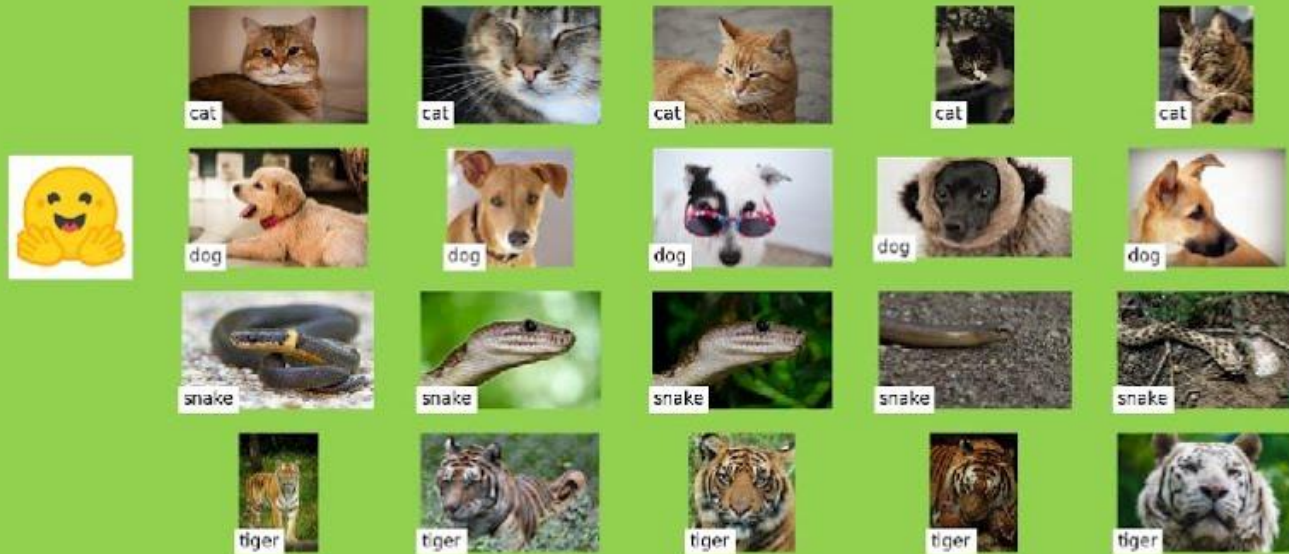 cat cat cat cat cat
dog dog dog dog dog
snake snake snake snake snake
tiger tiger tiger tiger tiger